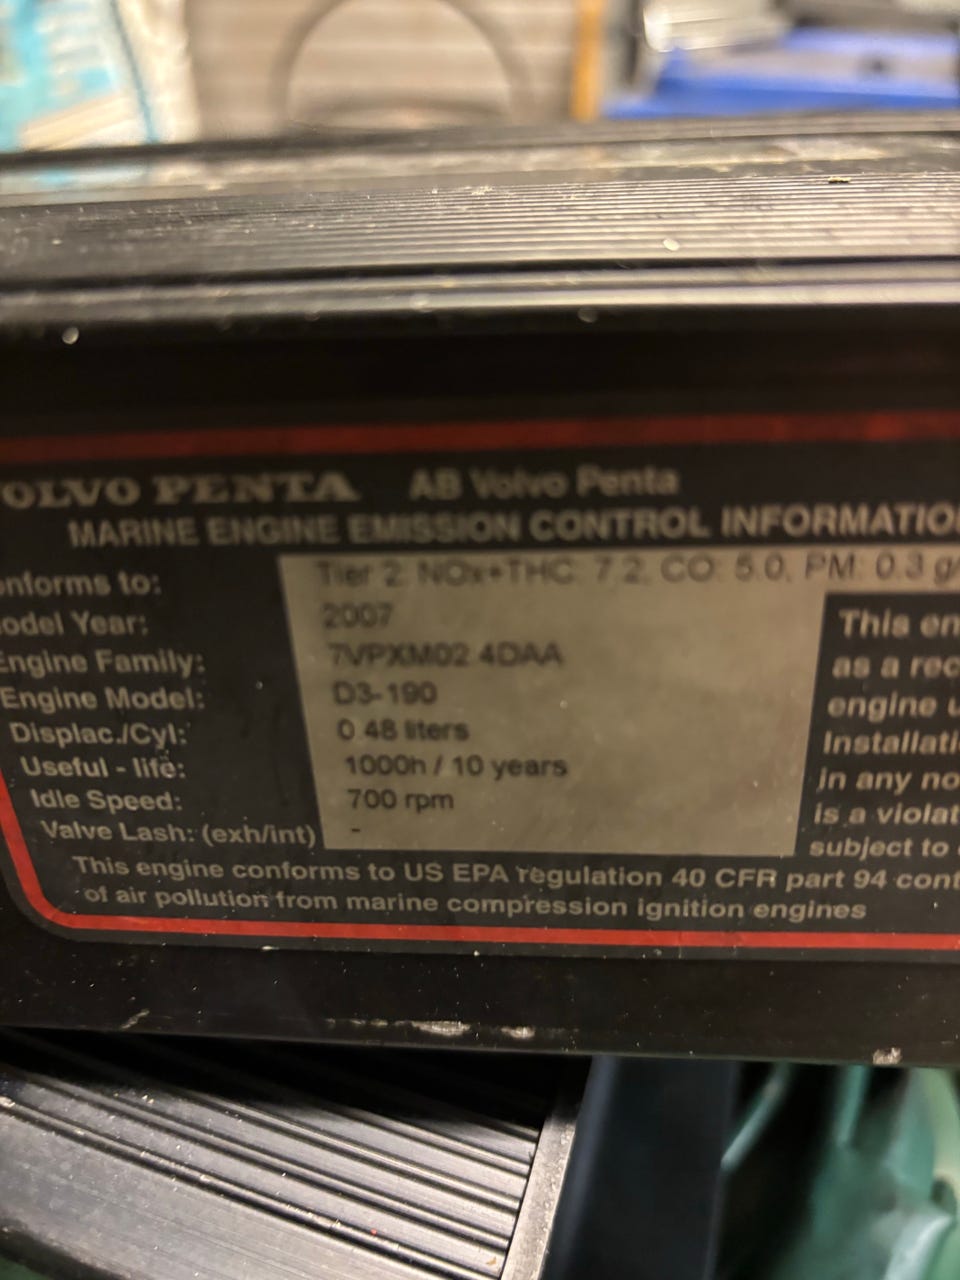 OLVO PENTA AB Volvo Penta
MARINE ENGINE EMISSION CONTROL INFORMATIO
onforms to: Tier 2: NOx+THC: 7.2, CO: 5.0, PM: 0.3 g/
odel Year: 2007 This en
Engine Family: 7VPXM02.4DAA as a rec
Engine Model: D3-190 engine u
Displac./Cyl: 0.48 liters Installati
Useful - life: 1000h / 10 years in any no
Idle Speed: 700 rpm is a violat
Valve Lash: (exh/int) - subject to
This engine conforms to US EPA regulation 40 CFR part 94 cont
of air pollution from marine compression ignition engines